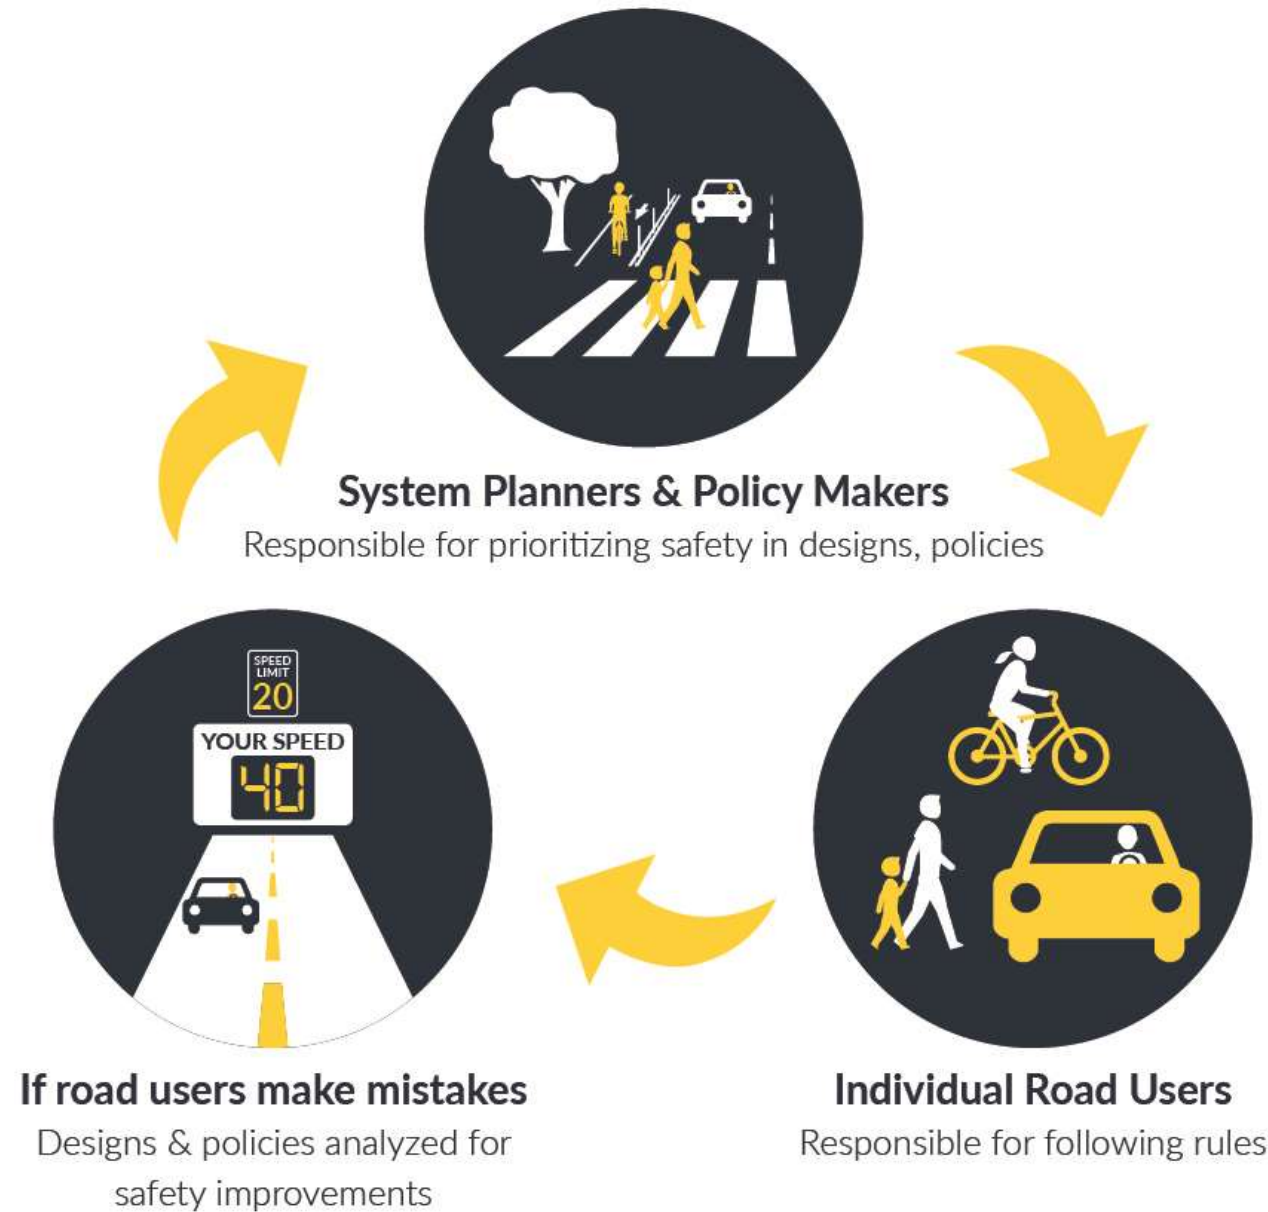 System Planners & Policy Makers
Responsible for prioritizing safety in designs, policies
SPEED
LIMIT
20
YOUR SPEED
40
If road users make mistakes
Designs & policies analyzed for
safety improvements
Individual Road Users
Responsible for following rules